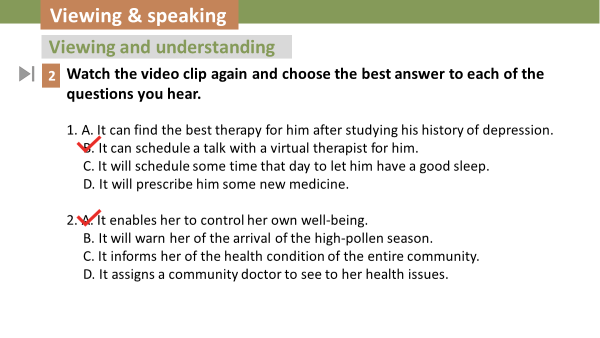 Viewing & speaking
Viewing and understanding
2 Watch the video clip again and choose the best answer to each of the
questions you hear.
1. A. It can find the best therapy for him after studying his history of depression.
B. It can schedule a talk with a virtual therapist for him.
C. It will schedule some time that day to let him have a good sleep.
D. It will prescribe him some new medicine.
2. A. It enables her to control her own well-being.
B. It will warn her of the arrival of the high-pollen season.
C. It informs her of the health condition of the entire community.
D. It assigns a community doctor to see to her health issues.